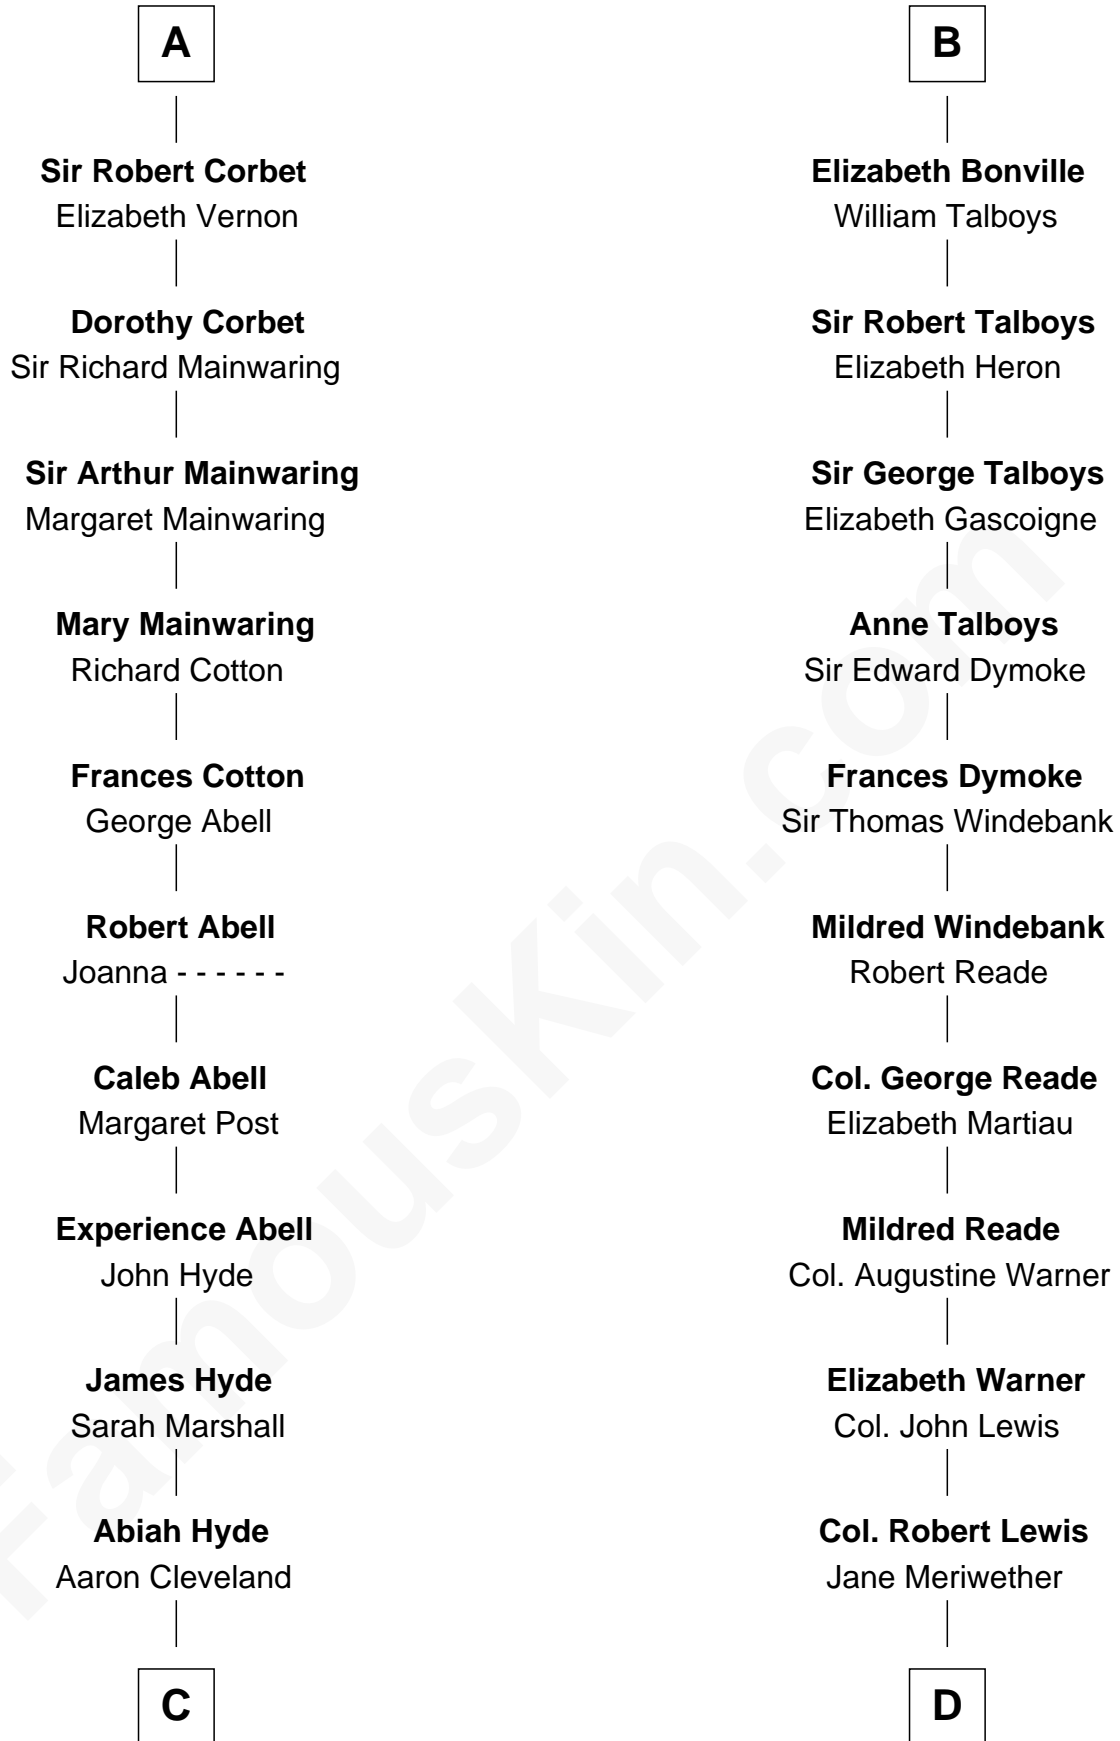 A
Sir Robert Corbet
Elizabeth Vernon
Dorothy Corbet
Sir Richard Mainwaring
Sir Arthur Mainwaring
Margaret Mainwaring
Mary Mainwaring
Richard Cotton
Frances Cotton
George Abell
Robert Abell
Joanna - - - - - -
Caleb Abell
Margaret Post
Experience Abell
John Hyde
James Hyde
Sarah Marshall
Abiah Hyde
Aaron Cleveland
C
B
Elizabeth Bonville
William Talboys
Sir Robert Talboys
Elizabeth Heron
Sir George Talboys
Elizabeth Gascoigne
Anne Talboys
Sir Edward Dymoke
Frances Dymoke
Sir Thomas Windebank
Mildred Windebank
Robert Reade
Col. George Reade
Elizabeth Martiau
Mildred Reade
Col. Augustine Warner
Elizabeth Warner
Col. John Lewis
Col. Robert Lewis
Jane Meriwether
D
FamousKin.com